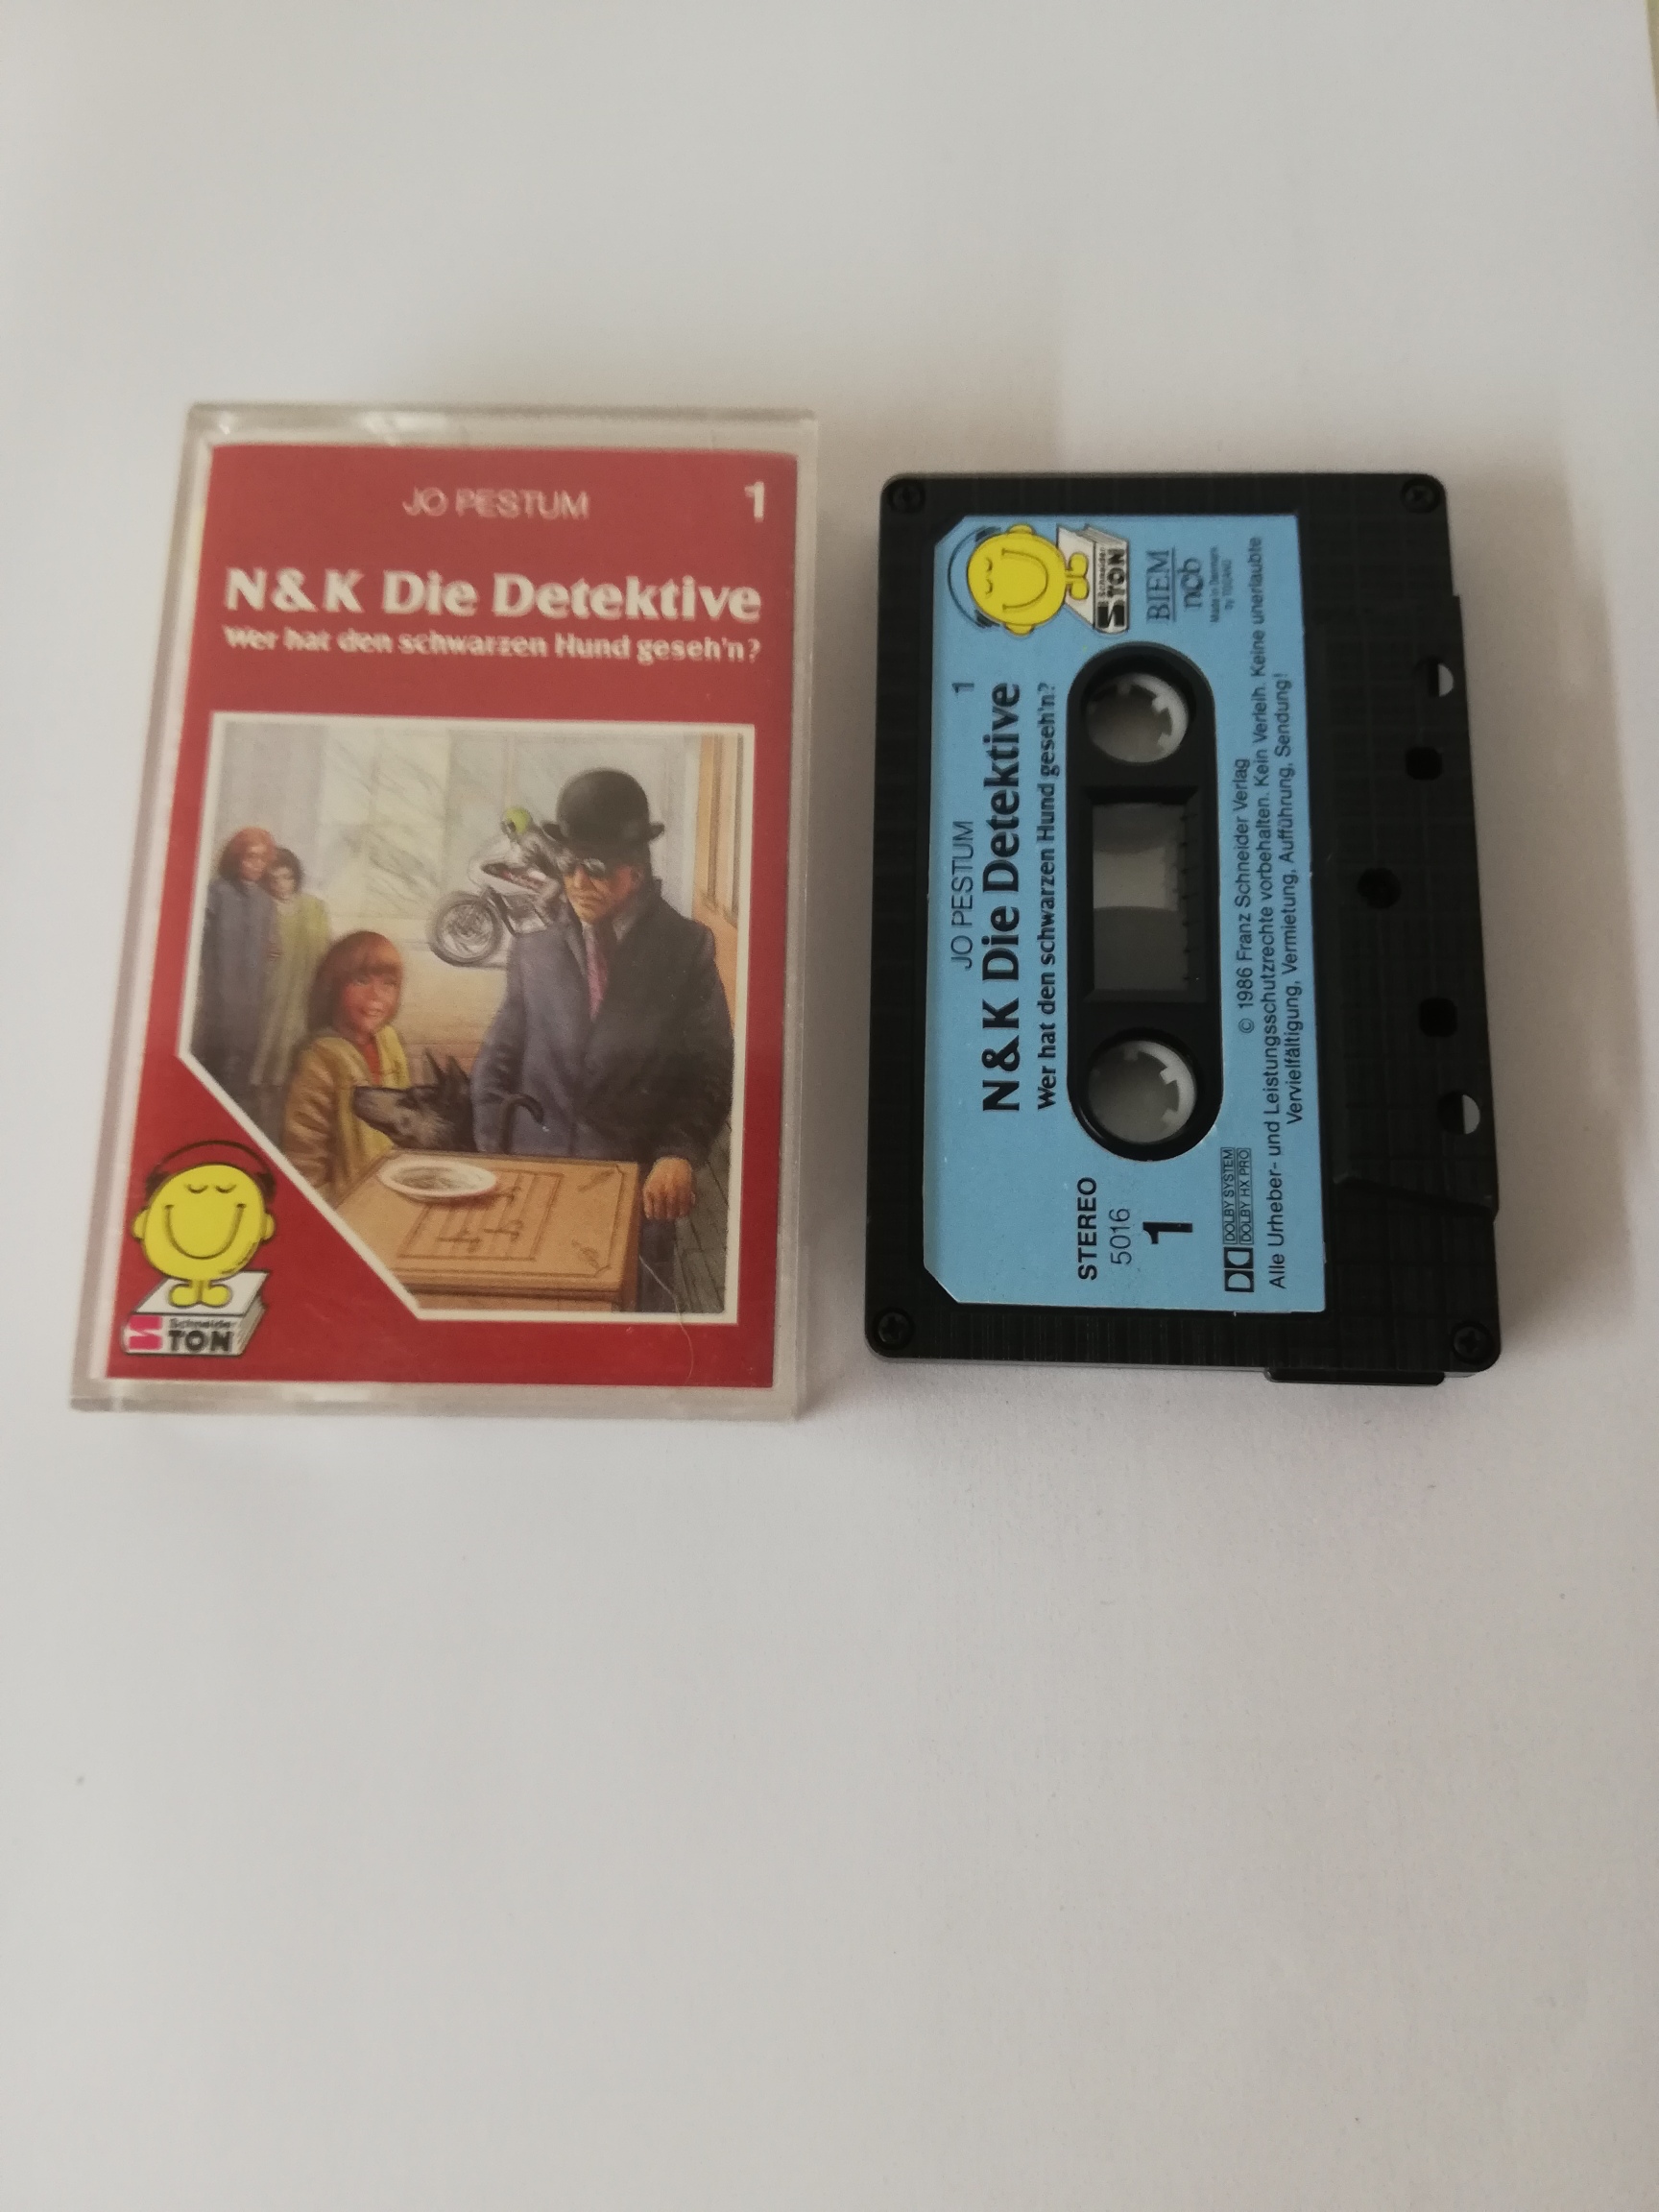 JO PESTUM
1
N&K Die Detektive
Wer hat den schwarzen Hund geseh'n?
Schneider
TON
JO PESTUM 1
N&K Die Detektive
Wer hat den schwarzen Hund geseh'n?
Schneider
TON
BIEM
ncb
Made in Denmark
by
STEREO
5016
1
DOLBY SYSTEM
DOLBY HX PRO
© 1986 Franz Schneider Verlag
Alle Urheber- und Leistungsschutzrechte vorbehalten. Kein Verleih. Keine unerlaubte
Vervielfältigung, Vermietung, Aufführung, Sendung!